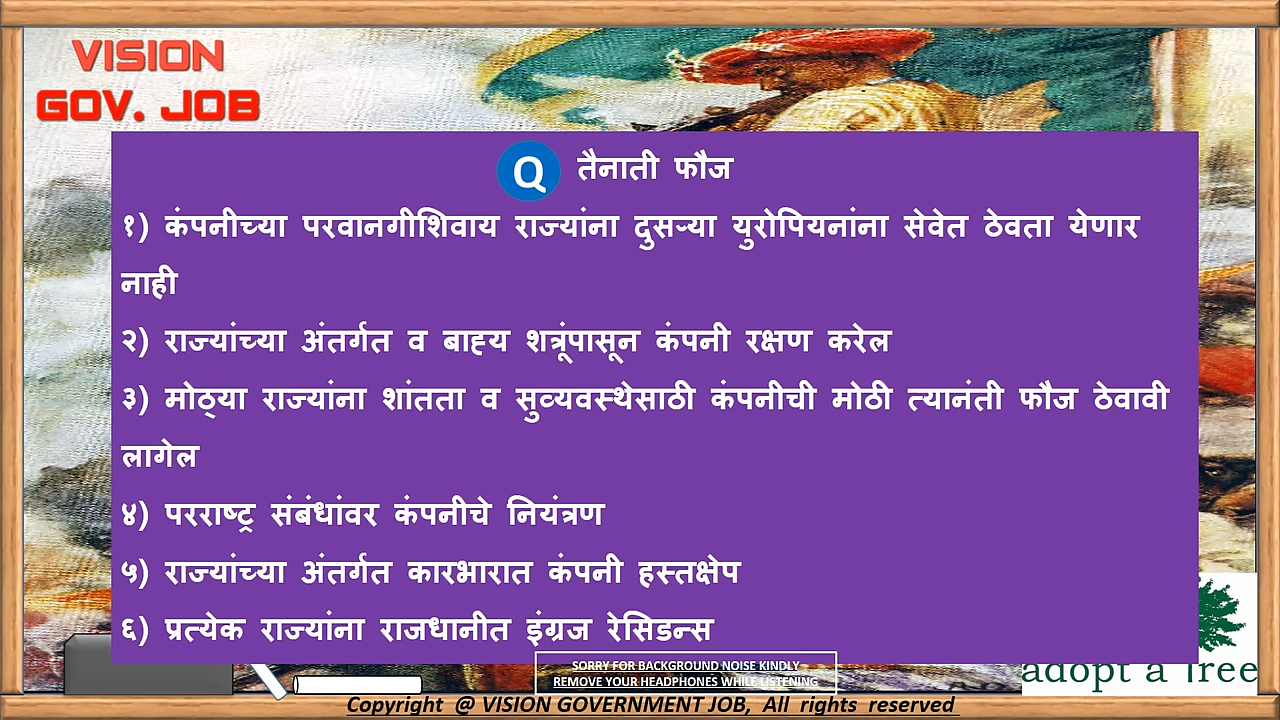 VISION
GOV. JOB
Q तैनाती फौज
१) कंपनीच्या परवानगीशिवाय राज्यांना दुसऱ्या युरोपियनांना सेवेत ठेवता येणार
नाही
२) राज्यांच्या अंतर्गत व बाह्य शत्रूंपासून कंपनी रक्षण करेल
३) मोठ्या राज्यांना शांतता व सुव्यवस्थेसाठी कंपनीची मोठी त्यानंती फौज ठेवावी
लागेल
४) परराष्ट्र संबंधांवर कंपनीचे नियंत्रण
५) राज्यांच्या अंतर्गत कारभारात कंपनी हस्तक्षेप
६) प्रत्येक राज्यांना राजधानीत इंग्रज रेसिडन्स
SORRY FOR BACKGROUND NOISE KINDLY
REMOVE YOUR HEADPHONES WHILE LISTENING
adopt a Tree
Copyright @ VISION GOVERNMENT JOB, All rights reserved